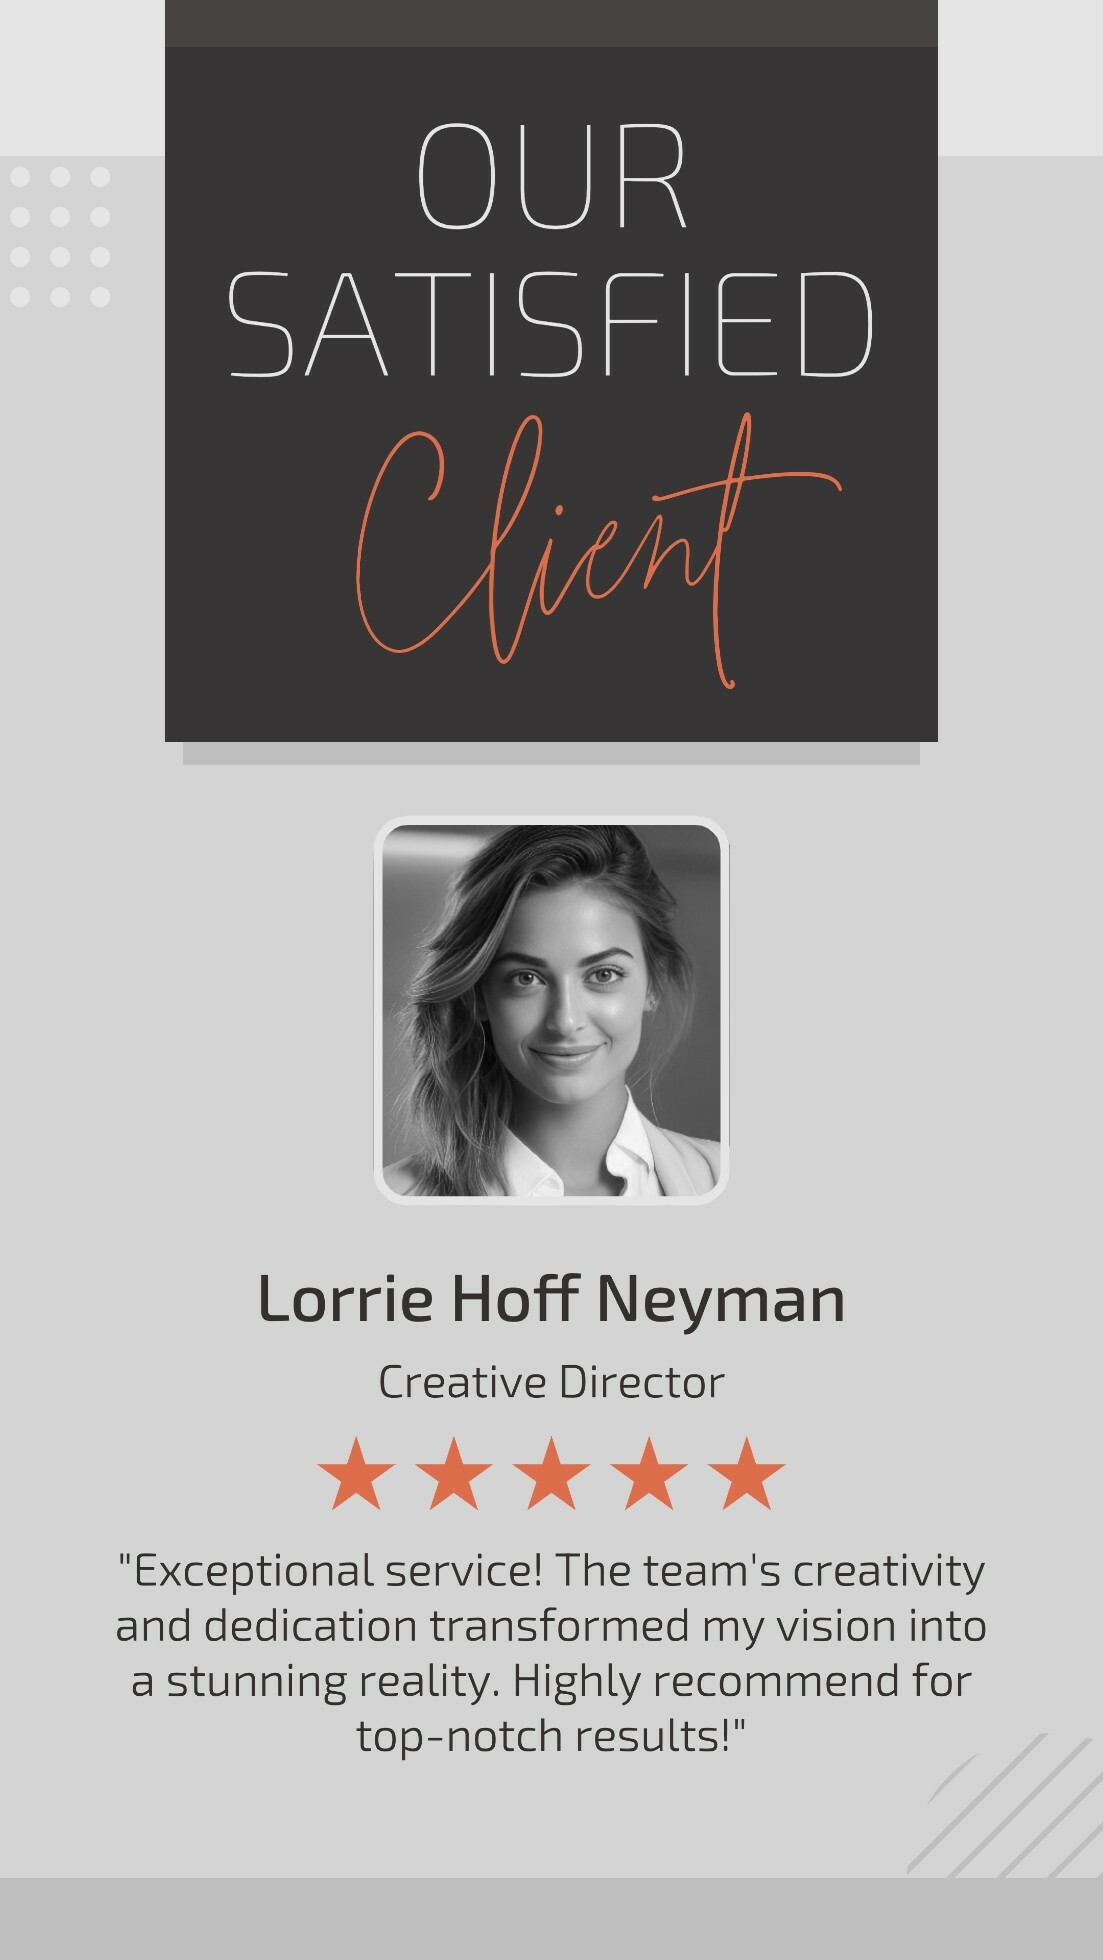 OUR
SATISFIED
Client
Lorrie Hoff Neyman
Creative Director
"Exceptional service! The team's creativity
and dedication transformed my vision into
a stunning reality. Highly recommend for
top-notch results!"